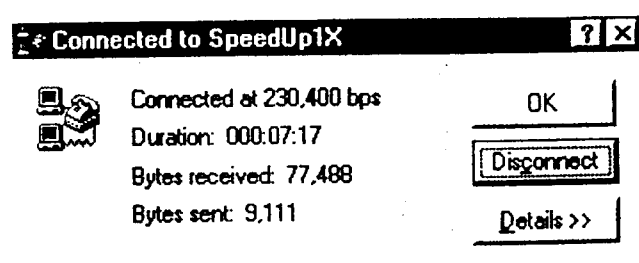 Connected to SpeedUp1X
? X
Connected at 230,400 bps
Duration: 000:07:17
Bytes received: 77,488
Bytes sent: 9,111
OK
Disconnect
Details >>